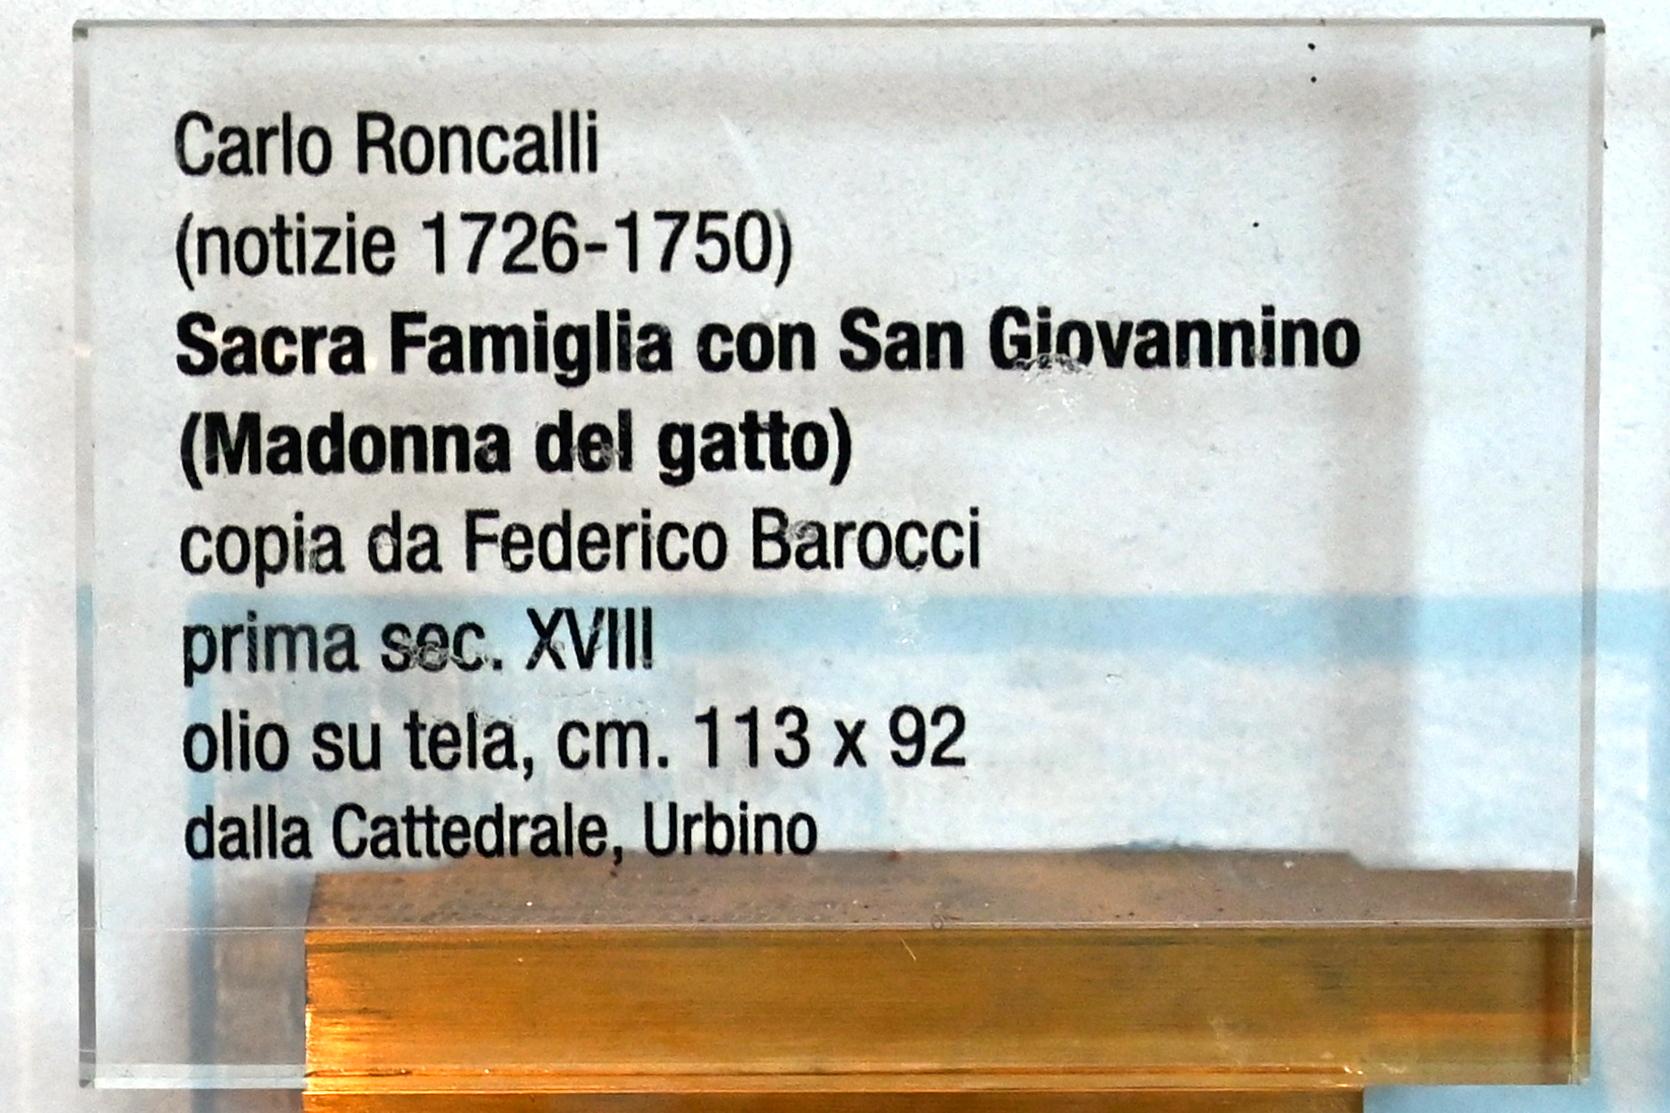 Carlo Roncalli
(notizie 1726-1750)
Sacra Famiglia con San Giovannino
(Madonna del gatto)
copia da Federico Barocci
prima sec. XVIII
olio su tela, cm. 113 x 92
dalla Cattedrale, Urbino